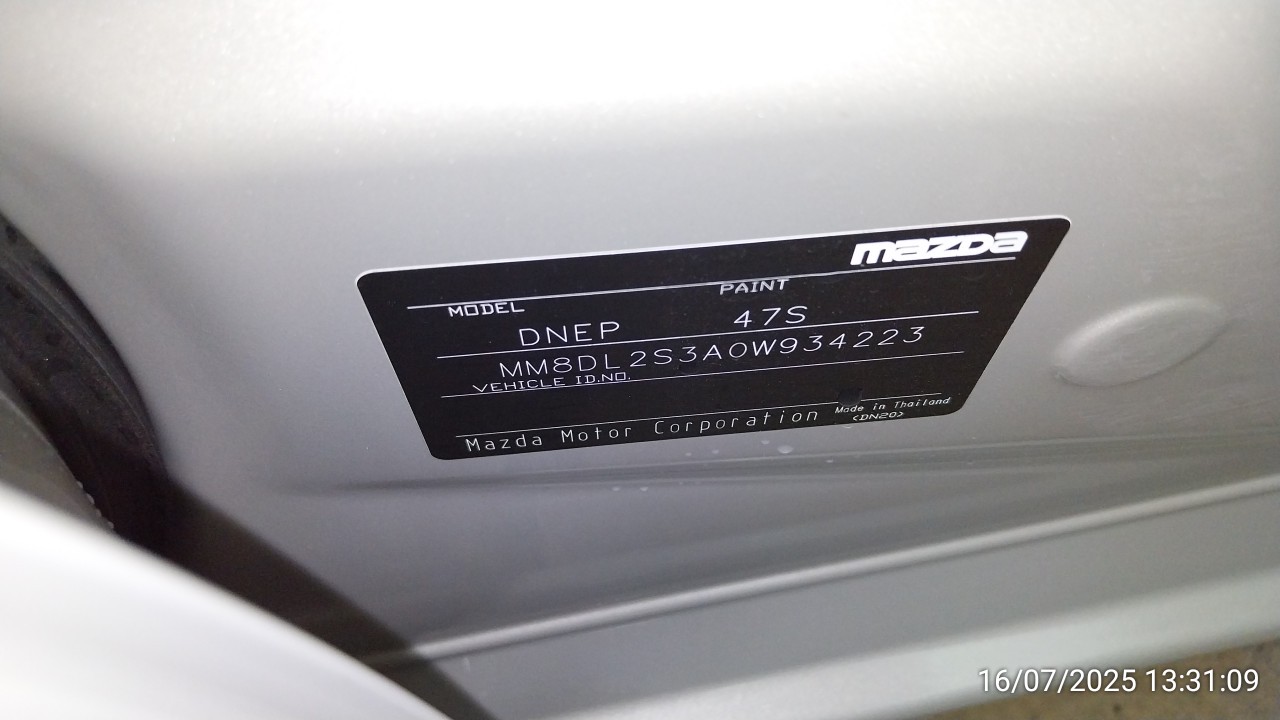 mazda
MODEL PAINT
DNEP 47S
MM8DL2S3A0W934223
VEHICLE ID.NO.
Mazda Motor Corporation Made in Thailand
<DN20>
16/07/2025 13:31:09